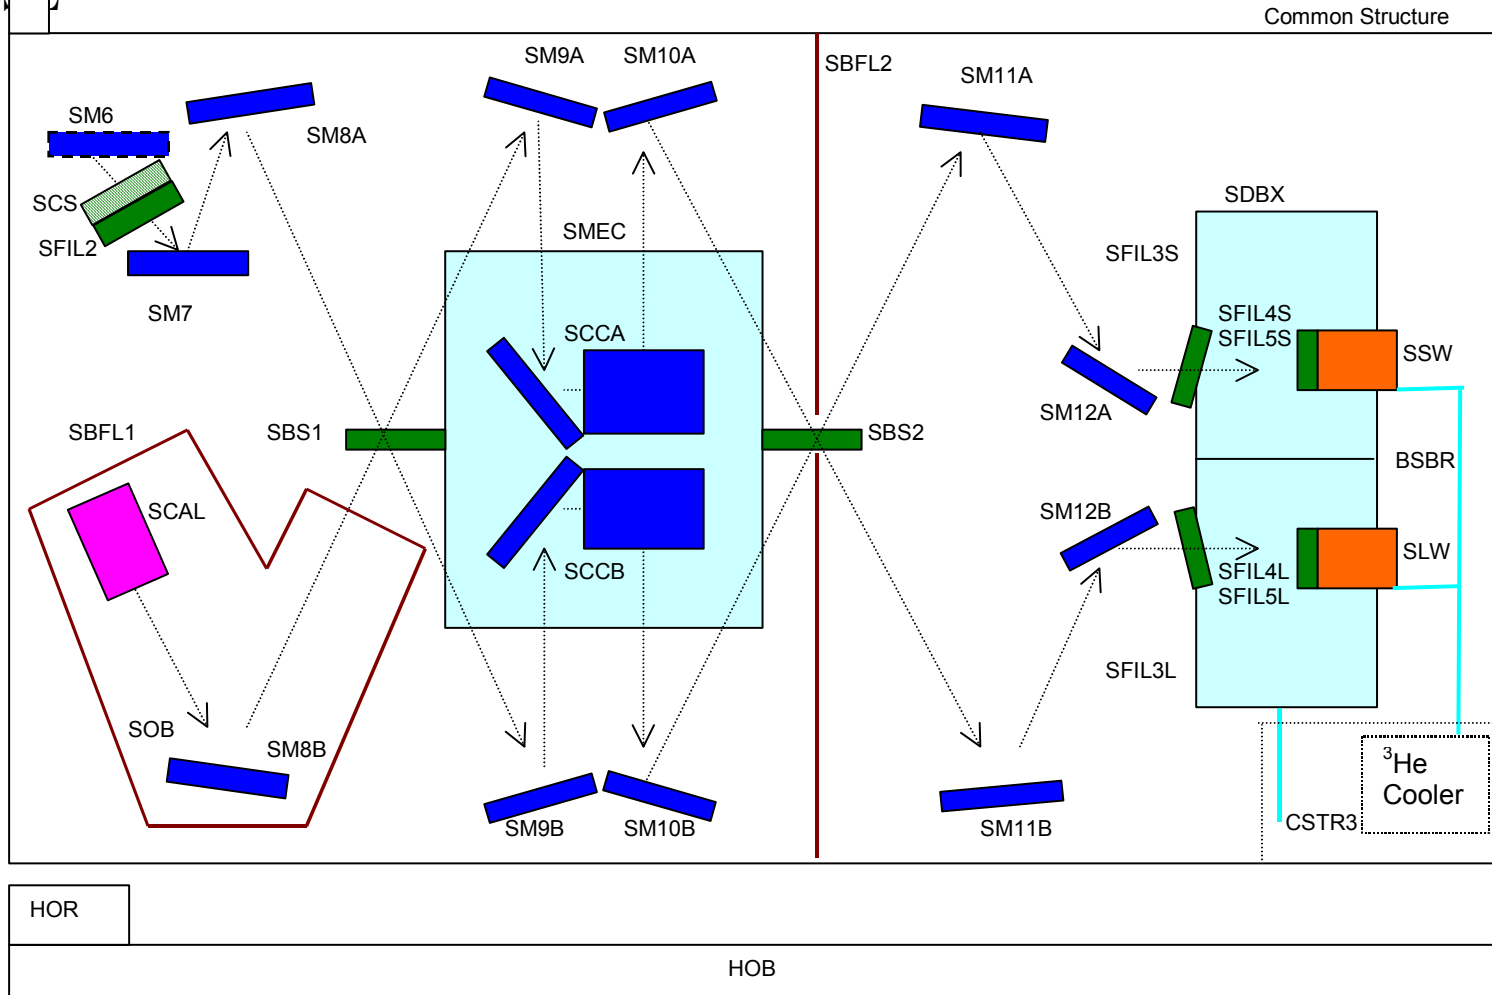 Common Structure
SM9A
SM10A
SBFL2
SM11A
SM6
SM8A
SCS
SFIL2
SM7
SMEC
SDBX
SFIL3S
SCCA
SFIL4S
SFIL5S
SSW
SM12A
SBFL1
SBS1
SBS2
BSBR
SCAL
SM12B
SLW
SCCB
SFIL4L
SFIL5L
SFIL3L
SOB
SM8B
³He
Cooler
SM9B
SM10B
SM11B
CSTR3
HOR
HOB